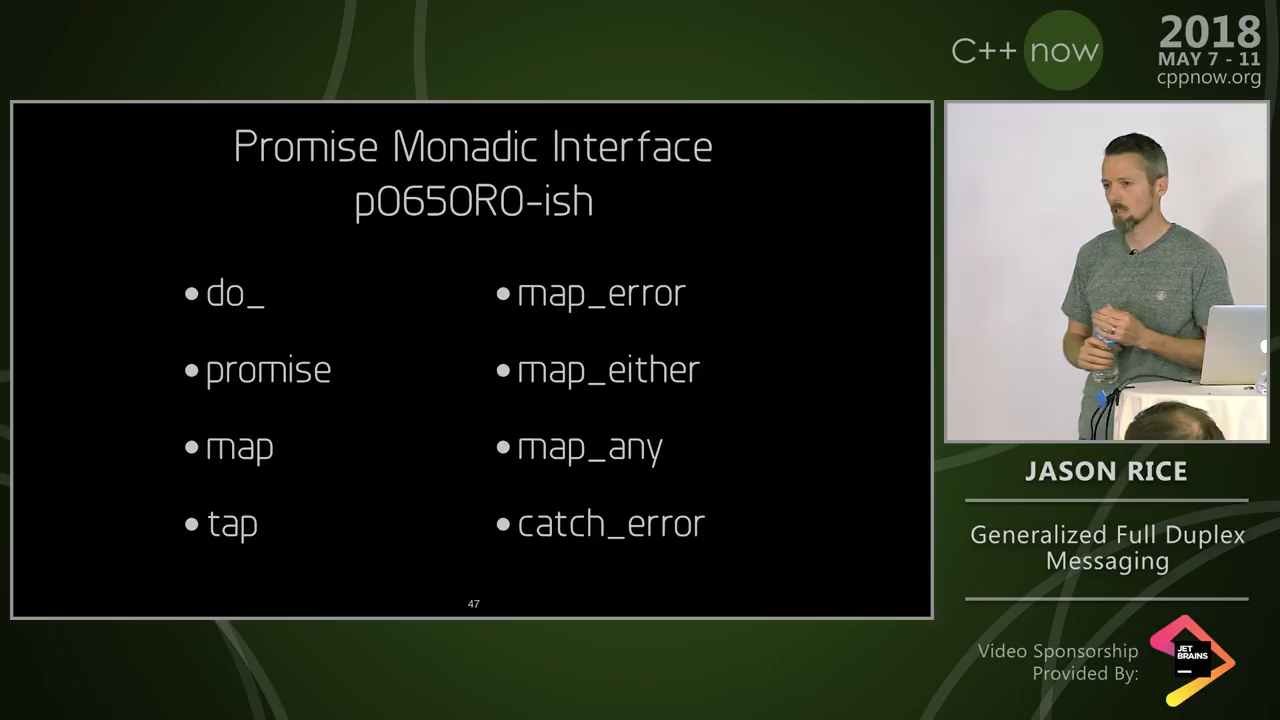 C++ now
2018
MAY 7 - 11
cppnow.org
Promise Monadic Interface
p0650R0-ish
• do_
• promise
• map
• tap
• map_error
• map_either
• map_any
• catch_error
47
JASON RICE
Generalized Full Duplex
Messaging
Video Sponsorship
Provided By:
JET
BRAINS